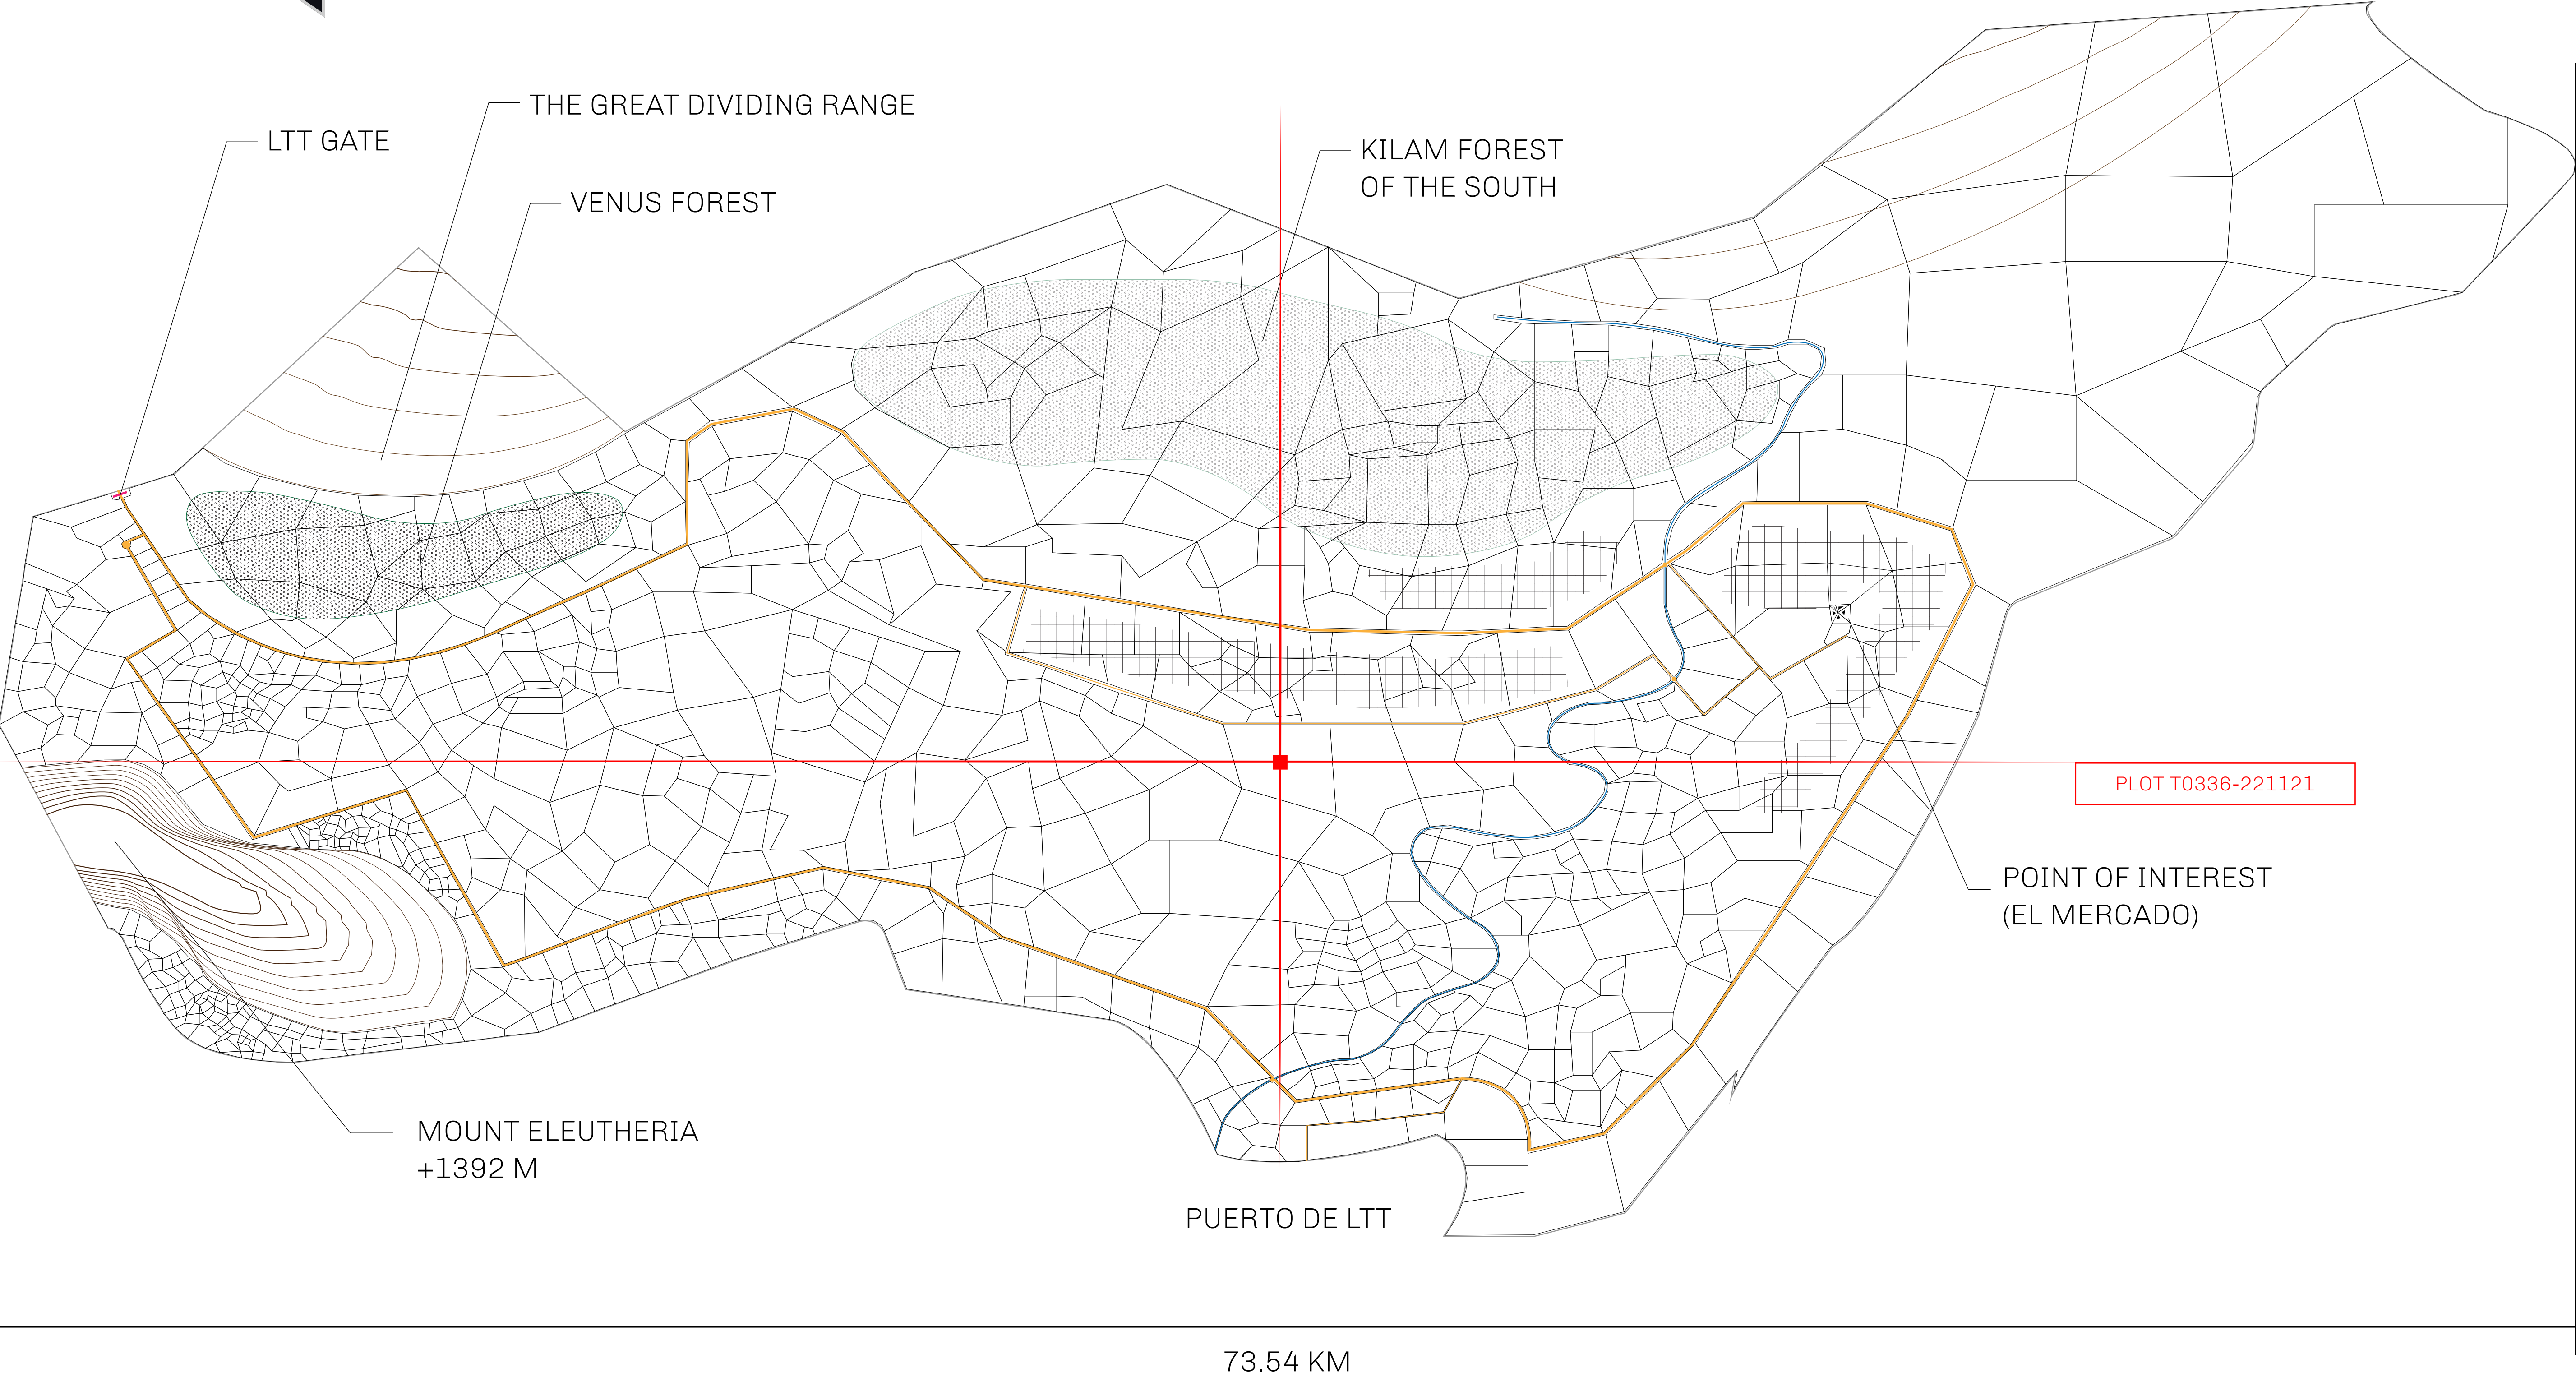 THE GREAT DIVIDING RANGE
LTT GATE
VENUS FOREST
KILAM FOREST
OF THE SOUTH
PLOT T0336-221121
POINT OF INTEREST
(EL MERCADO)
MOUNT ELEUTHERIA
+1392 M
PUERTO DE LTT
73.54 KM